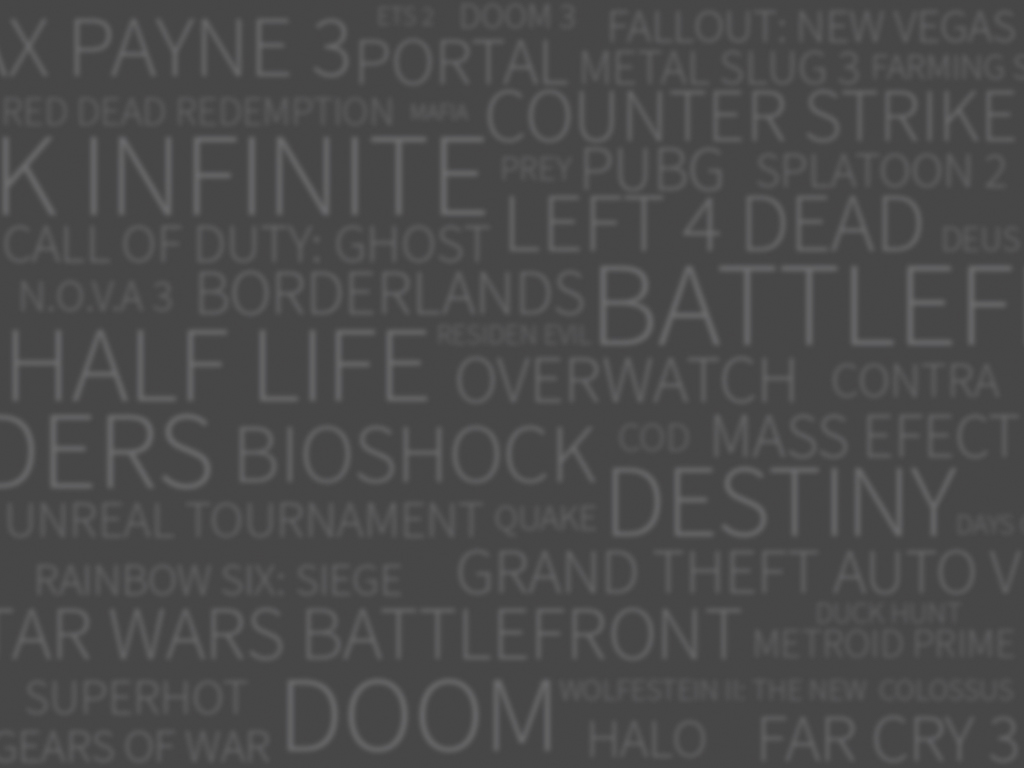 ETS 2 DOOM 3 FALLOUT: NEW VEGAS
AX PAYNE 3 PORTAL METAL SLUG 3 FARMING S
RED DEAD REDEMPTION MAFIA COUNTER STRIKE
K INFINITE PREY PUBG SPLATOON 2
CALL OF DUTY: GHOST LEFT 4 DEAD DEUS
N.O.V.A 3 BORDERLANDS BATTLEF
HALF LIFE RESIDEN EVIL
OVERWATCH CONTRA
DERS BIOSHOCK COD MASS EFECT
UNREAL TOURNAMENT QUAKE DESTINY DAYS
RAINBOW SIX: SIEGE GRAND THEFT AUTO V
TAR WARS BATTLEFRONT DUCK HUNT
METROID PRIME
SUPERHOT DOOM WOLFESTEIN II: THE NEW COLOSSUS
GEARS OF WAR HALO FAR CRY 3